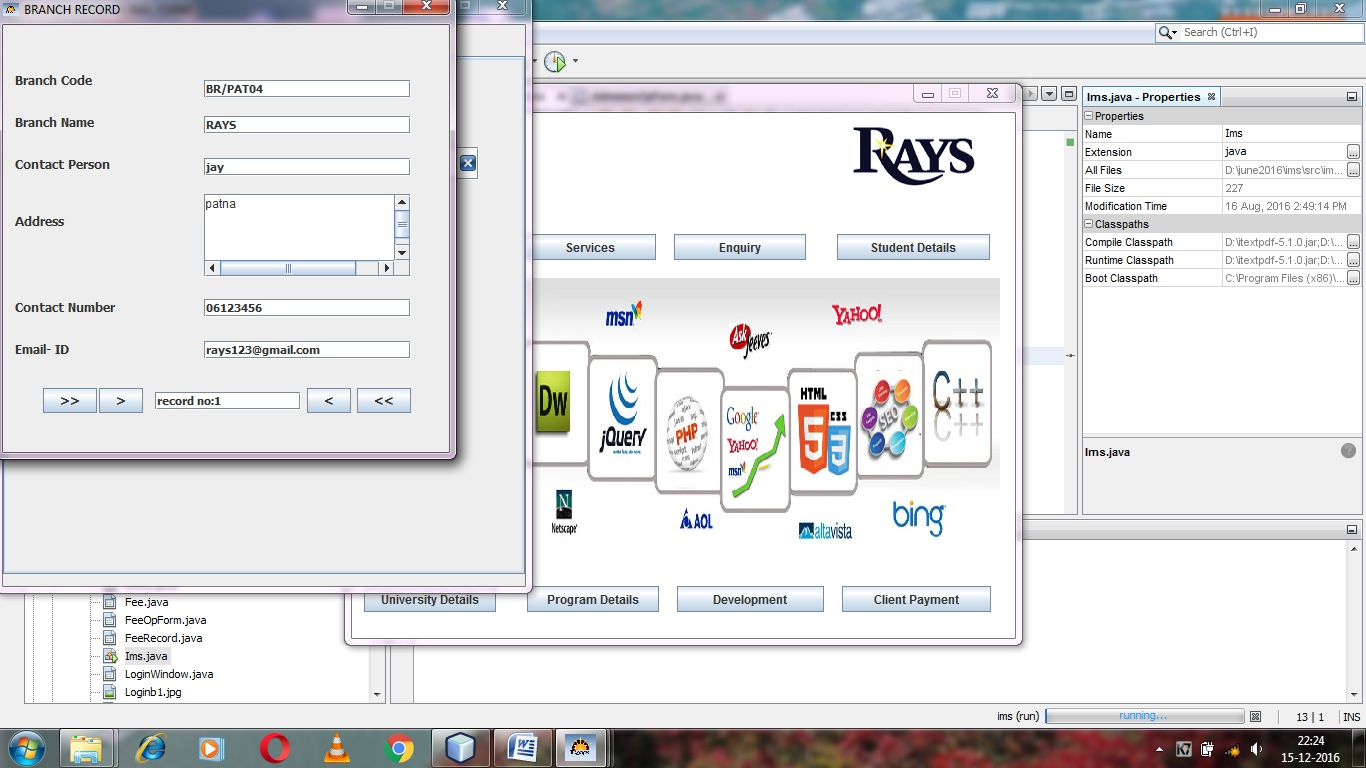 BRANCH RECORD
Branch Code
BR/PAT04
Branch Name
RAYS
Contact Person
jay
Address
patna
Contact Number
06123456
Email- ID
rays123@gmail.com
>> > record no:1 < <<
RAYS
Services Enquiry Student Details
msn
Ask Jeeves
YAHOO!
Dw
jQuery
PHP
Google
YAHOO!
msn
HTML
5
CSS
3
SEO
C++
N
Netscape
AOL
altavista
bing
University Details Program Details Development Client Payment
Search (Ctrl+I)
Ims.java - Properties
Properties
Name Ims
Extension java ...
All Files D:\june2016\ims\src\im... ...
File Size 227
Modification Time 16 Aug, 2016 2:49:14 PM
Classpaths
Compile Classpath D:\itextpdf-5.1.0.jar;D:\... ...
Runtime Classpath D:\itextpdf-5.1.0.jar;D:\... ...
Boot Classpath C:\Program Files (x86)\... ...
Ims.java
Fee.java
FeeOpForm.java
FeeRecord.java
Ims.java
LoginWindow.java
Loginb1.jpg
ims (run) running... 13 | 1 INS
22:24
15-12-2016